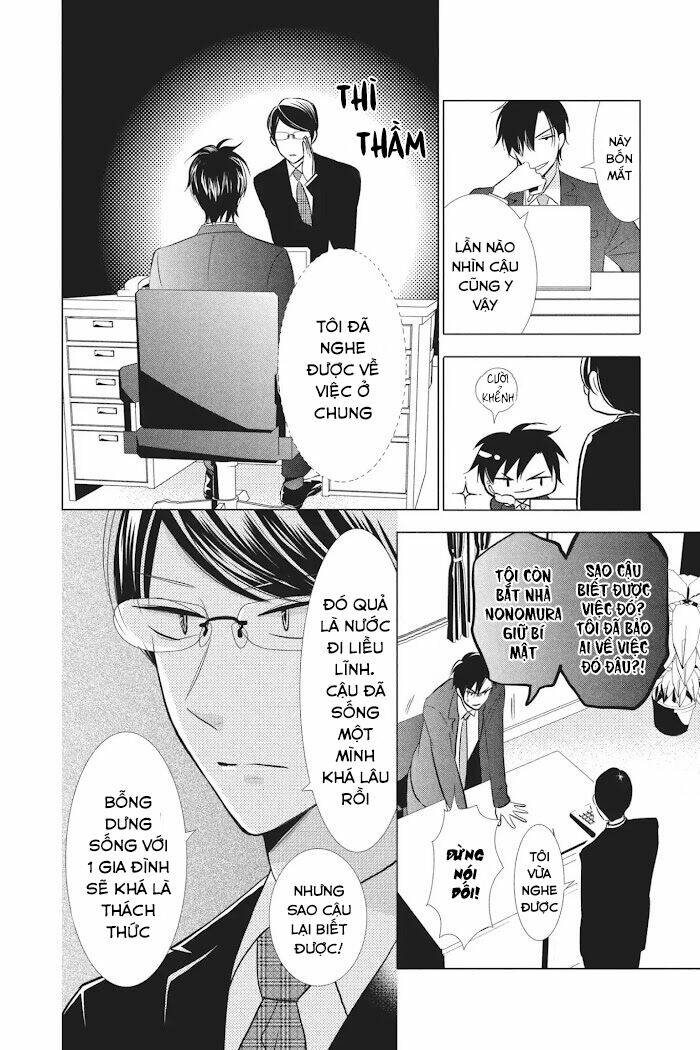 NÀY
BỐN
MẮT
LẦN NÀO
NHÌN CẬU
CŨNG Y
VẬY
CƯỜI
KHỂNH
THÌ
THẦM
TÔI ĐÃ
NGHE
ĐƯỢC VỀ
VIỆC Ở
CHUNG
SAO CẬU
BIẾT ĐƯỢC
VIỆC ĐÓ?
TÔI ĐÃ BẢO
AI VỀ VIỆC
ĐÓ ĐÂU?!
TÔI CÒN
BẮT NHÀ
NONOMURA
GIỮ BÍ
MẬT
TÔI
VỪA
NGHE
ĐƯỢC
ĐỪNG
NÓI
DỐI!
ĐÓ QUẢ
LÀ NƯỚC
ĐI LIỀU
LĨNH.
CẬU ĐÃ
SỐNG
MỘT
MÌNH
KHÁ LÂU
RỒI
BỖNG
DƯNG
SỐNG VỚI
1 GIA ĐÌNH
SẼ KHÁ LÀ
THÁCH
THỨC
NHƯNG
SAO CẬU
LẠI BIẾT
ĐƯỢC!